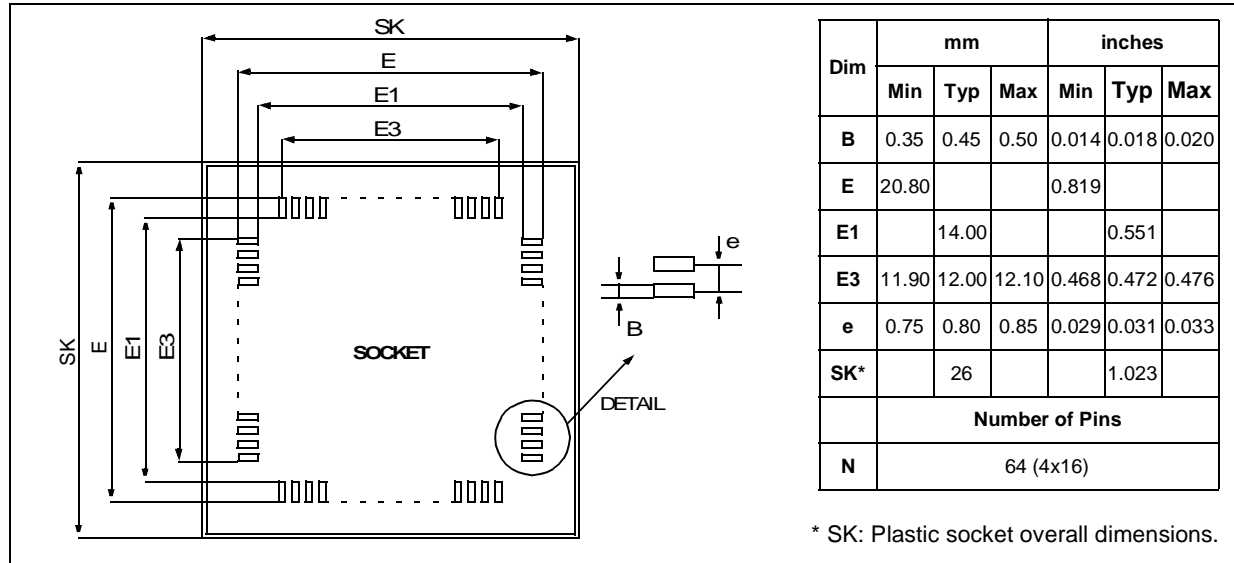 SK
E
E1
E3
SK
E
E1
E3
SOCKET
e
B
DETAIL
Dim mm inches
Min Typ Max Min Typ Max
B 0.35 0.45 0.50 0.014 0.018 0.020
E 20.80 0.819
E1 14.00 0.551
E3 11.90 12.00 12.10 0.468 0.472 0.476
e 0.75 0.80 0.85 0.029 0.031 0.033
SK* 26 1.023
Number of Pins
N 64 (4x16)
* SK: Plastic socket overall dimensions.